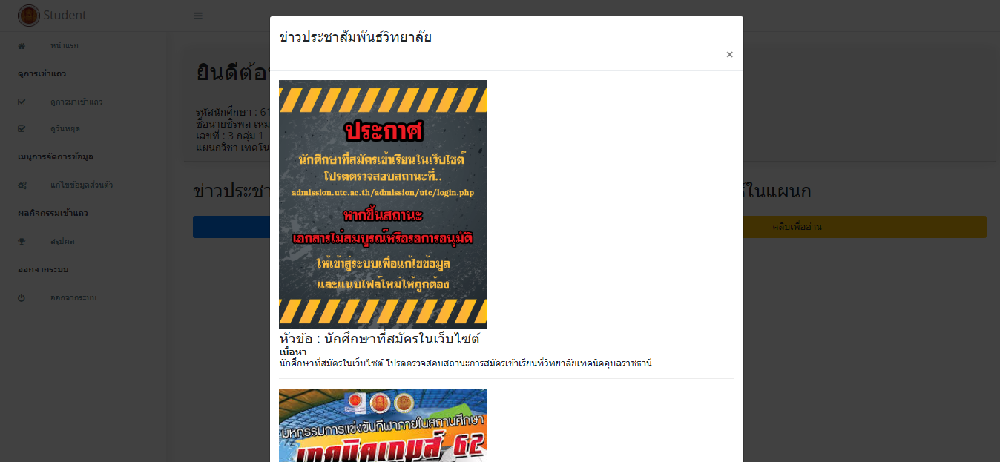 Student
หน้าแรก
ดูการเข้าแถว
ดูการมาเข้าแถว
ดูวันหยุด
เมนูการจัดการข้อมูล
แก้ไขข้อมูลส่วนตัว
ผลกิจกรรมเข้าแถว
สรุปผล
ออกจากระบบ
ออกจากระบบ
ยินดีต้อ
รหัสนักศึกษา : 61
ชื่อนายชิรพล เหม
เลขที่ : 3 กลุ่ม 1
แผนกวิชา เทคโน
ข่าวประชา
ในแผนก
คลิบเพื่ออ่าน
ข่าวประชาสัมพันธ์วิทยาลัย
×
ประกาศ
นักศึกษาที่สมัครเข้าเรียนในเว็บไซต์
โปรดตรวจสอบสถานะที่..
admission.utc.ac.th/admission/utc/login.php
หากขึ้นสถานะ
เอกสารไม่สมบูรณ์หรือรอการอนุมัติ
ให้เข้าสู่ระบบเพื่อแก้ไขข้อมูล
และแนบไฟล์ใหม่ให้ถูกต้อง
หัวข้อ : นักศึกษาที่สมัครในเว็บไซต์
เนื้อหา
นักศึกษาที่สมัครในเว็บไซต์ โปรดตรวจสอบสถานะการสมัครเข้าเรียนที่วิทยาลัยเทคนิคอุบลราชธานี
มหกรรมการแข่งขันกีฬาภายในสถานศึกษา
เทคนิคเกมส์ 62